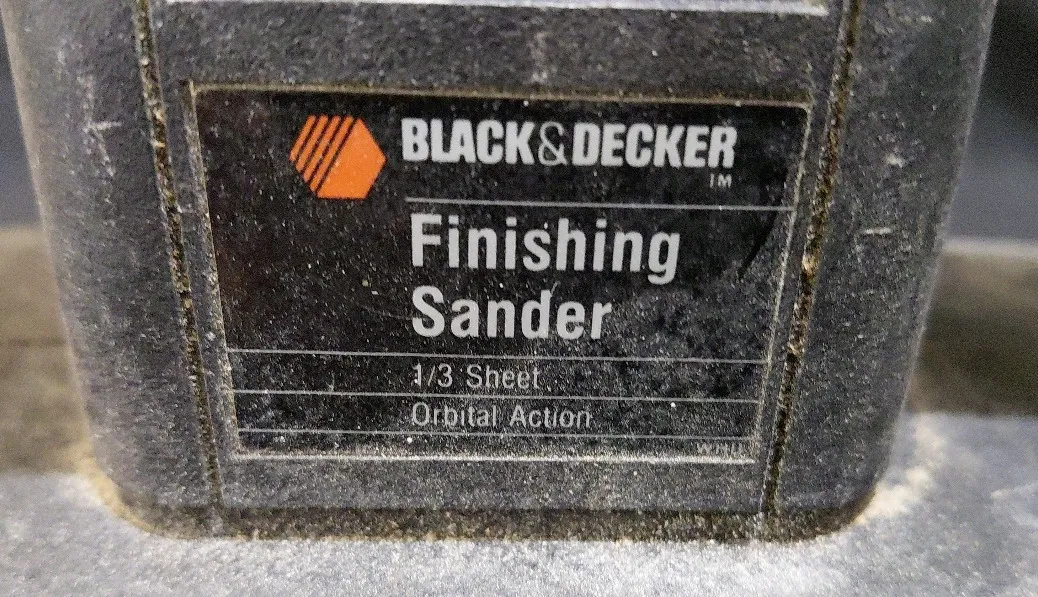 BLACK&DECKER
TM
Finishing
Sander
1/3 Sheet
Orbital Action